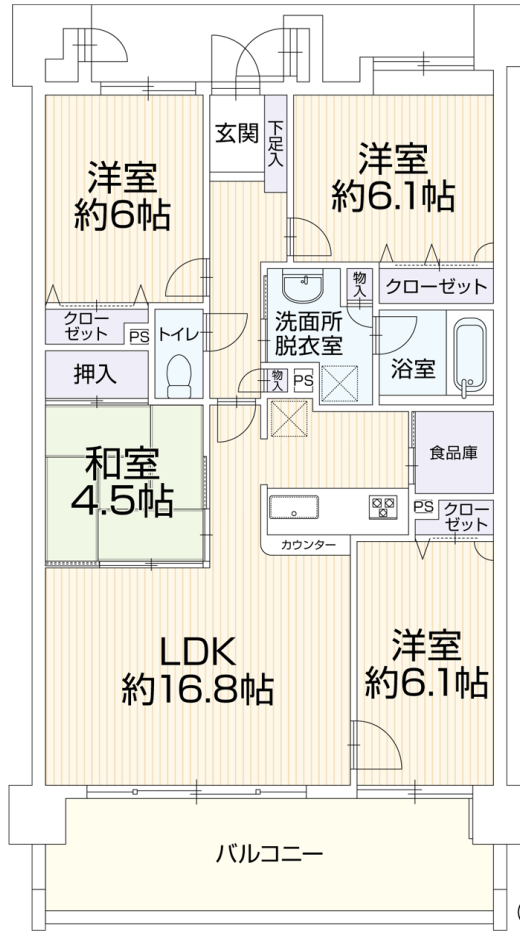 玄関
下足入
洋室
約6帖
洋室
約6.1帖
物入
クローゼット
クロー
ゼット
PS
トイレ
洗面所
脱衣室
浴室
押入
物入
PS
和室
4.5帖
食品庫
PS
クロー
ゼット
カウンター
LDK
約16.8帖
洋室
約6.1帖
バルコニー